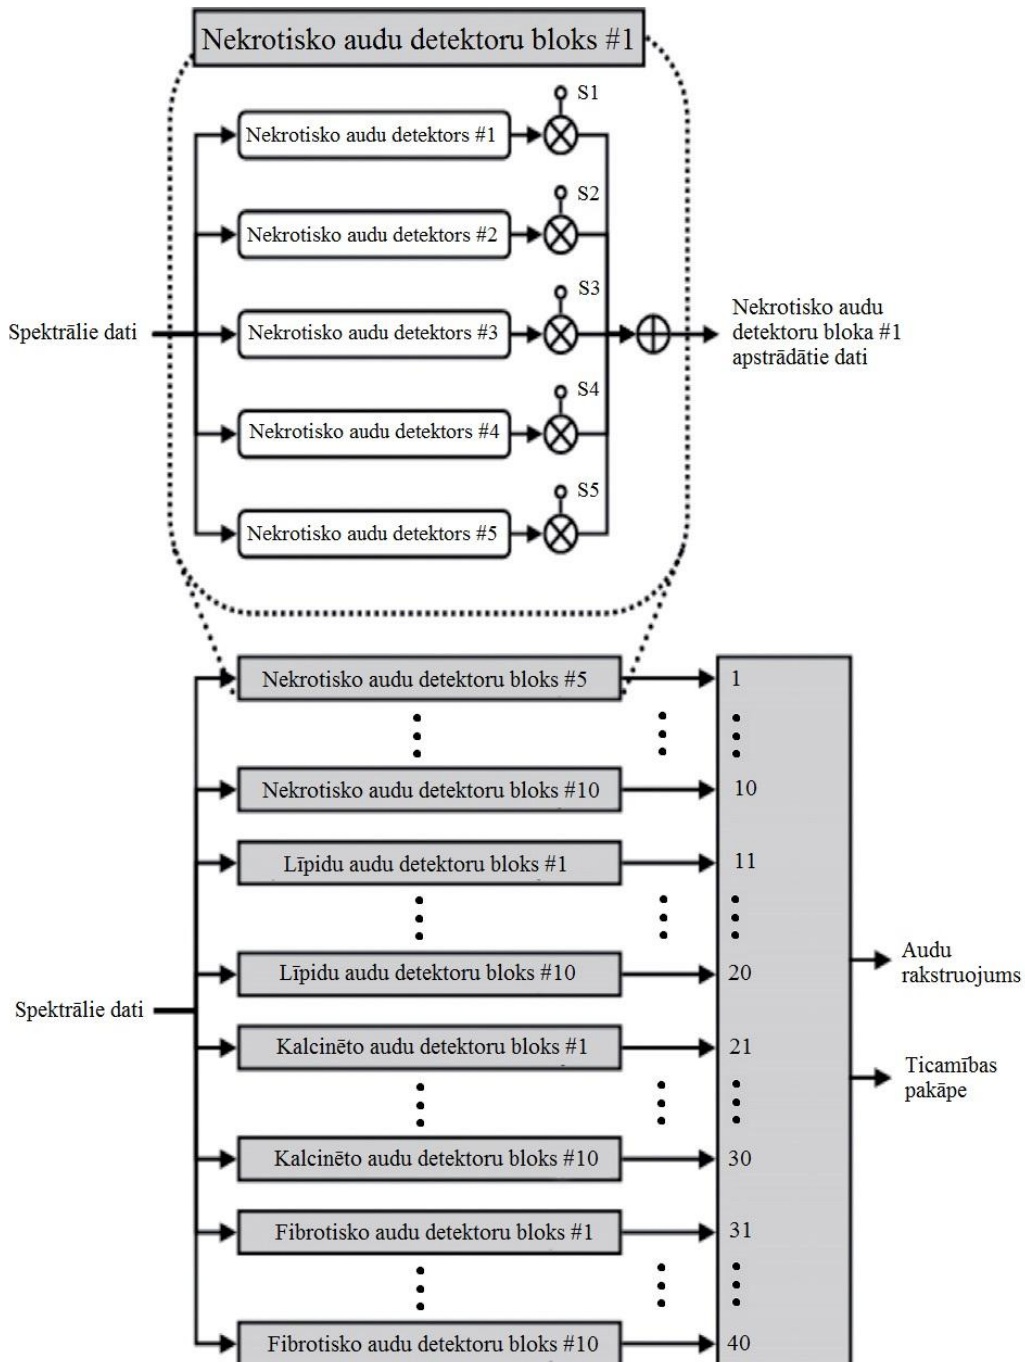 Nekrotisko audu detektoru bloks #1
S1
Nekrotisko audu detektors #1
S2
Nekrotisko audu detektors #2
S3
Nekrotisko audu detektors #3
S4
Nekrotisko audu detektors #4
S5
Nekrotisko audu detektors #5
Spektrālie dati
Nekrotisko audu
detektoru bloka #1
apstrādātie dati
Nekrotisko audu detektoru bloks #5
1
Nekrotisko audu detektoru bloks #10
10
Līpidu audu detektoru bloks #1
11
Līpidu audu detektoru bloks #10
20
Spektrālie dati
Kalcinēto audu detektoru bloks #1
21
Kalcinēto audu detektoru bloks #10
30
Fibrotisko audu detektoru bloks #1
31
Fibrotisko audu detektoru bloks #10
40
Audu
rakstruojums
Ticamības
pakāpe